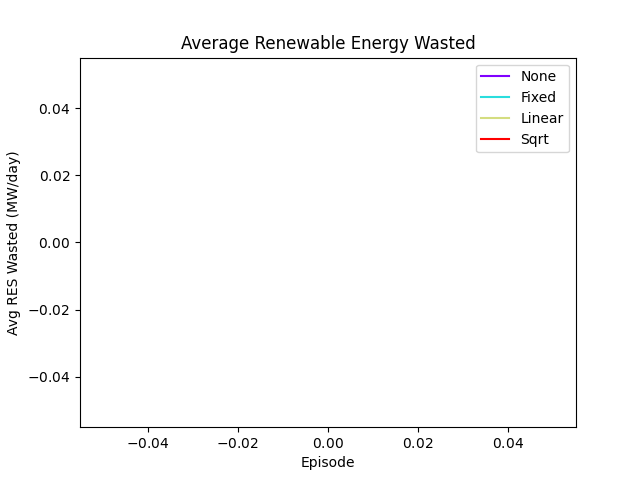 Average Renewable Energy Wasted
Avg RES Wasted (MW/day)
0.04
0.02
0.00
−0.02
−0.04
None
Fixed
Linear
Sqrt
−0.04
−0.02
0.00
0.02
0.04
Episode